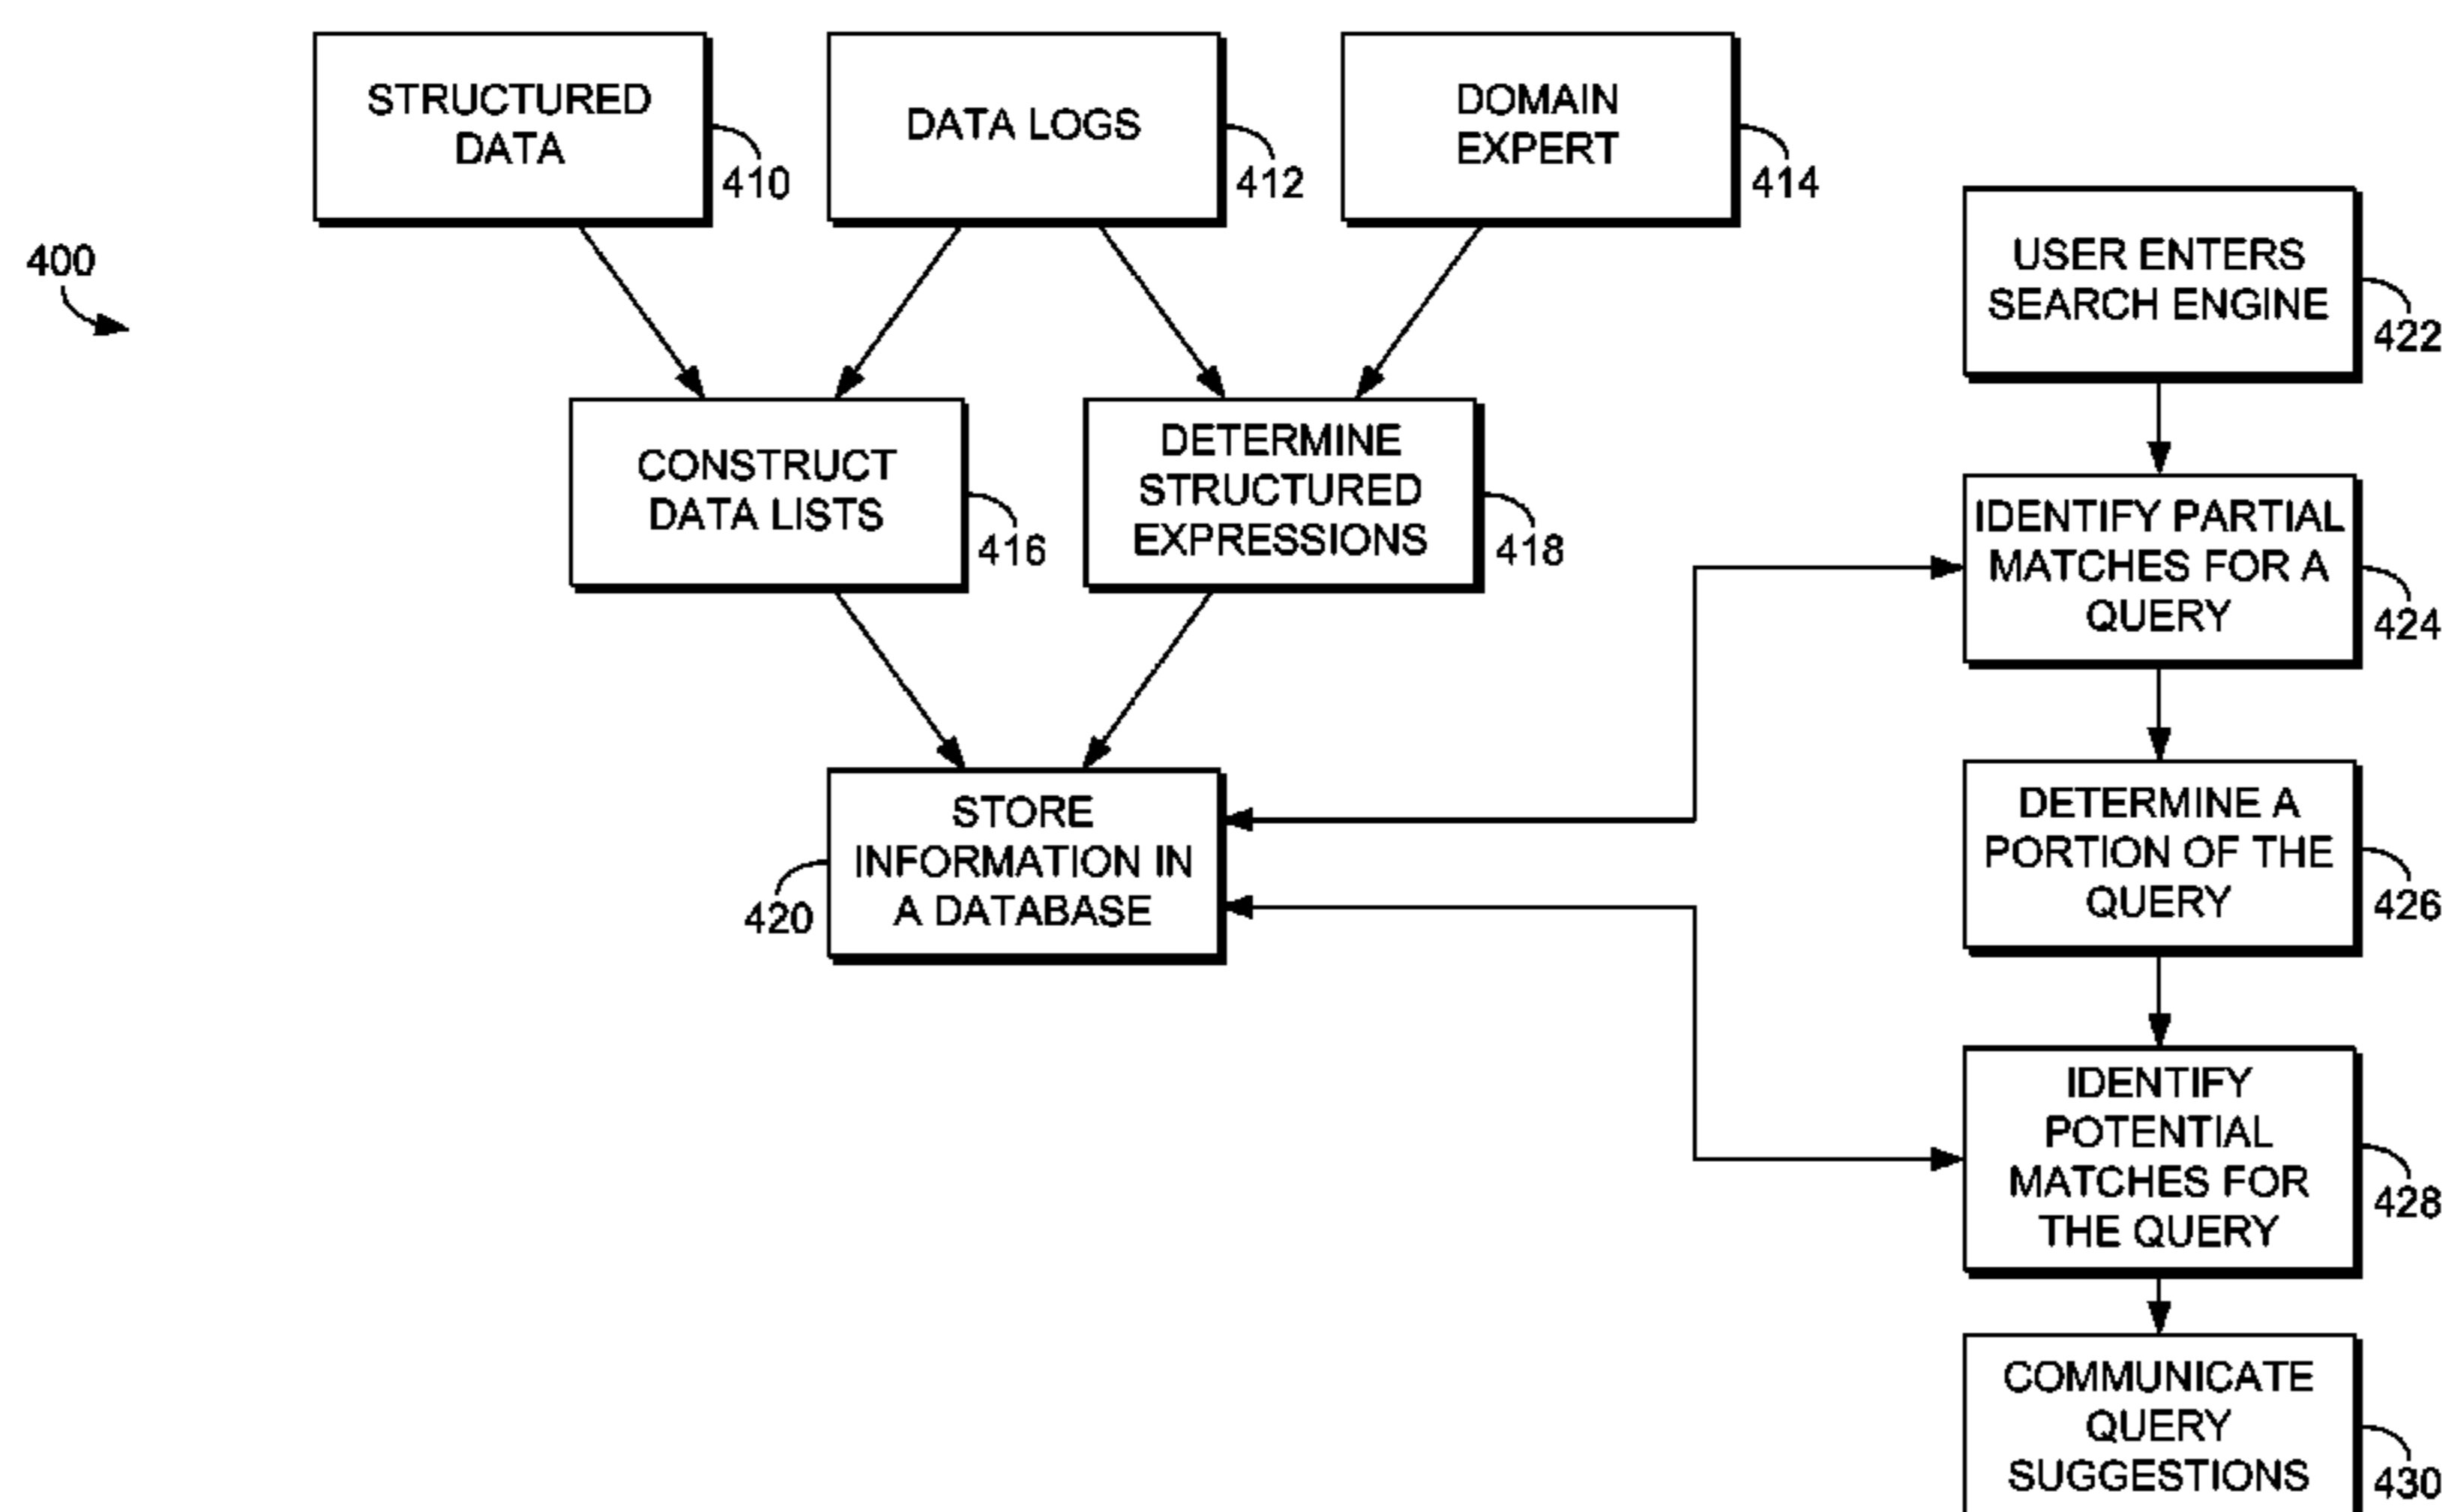 STRUCTURED
DATA
410
DATA LOGS
412
DOMAIN
EXPERT
414
400
USER ENTERS
SEARCH ENGINE
422
CONSTRUCT
DATA LISTS
416
DETERMINE
STRUCTURED
EXPRESSIONS
418
IDENTIFY PARTIAL
MATCHES FOR A
QUERY
424
STORE
INFORMATION IN
A DATABASE
420
DETERMINE A
PORTION OF THE
QUERY
426
IDENTIFY
POTENTIAL
MATCHES FOR
THE QUERY
428
COMMUNICATE
QUERY
SUGGESTIONS
430